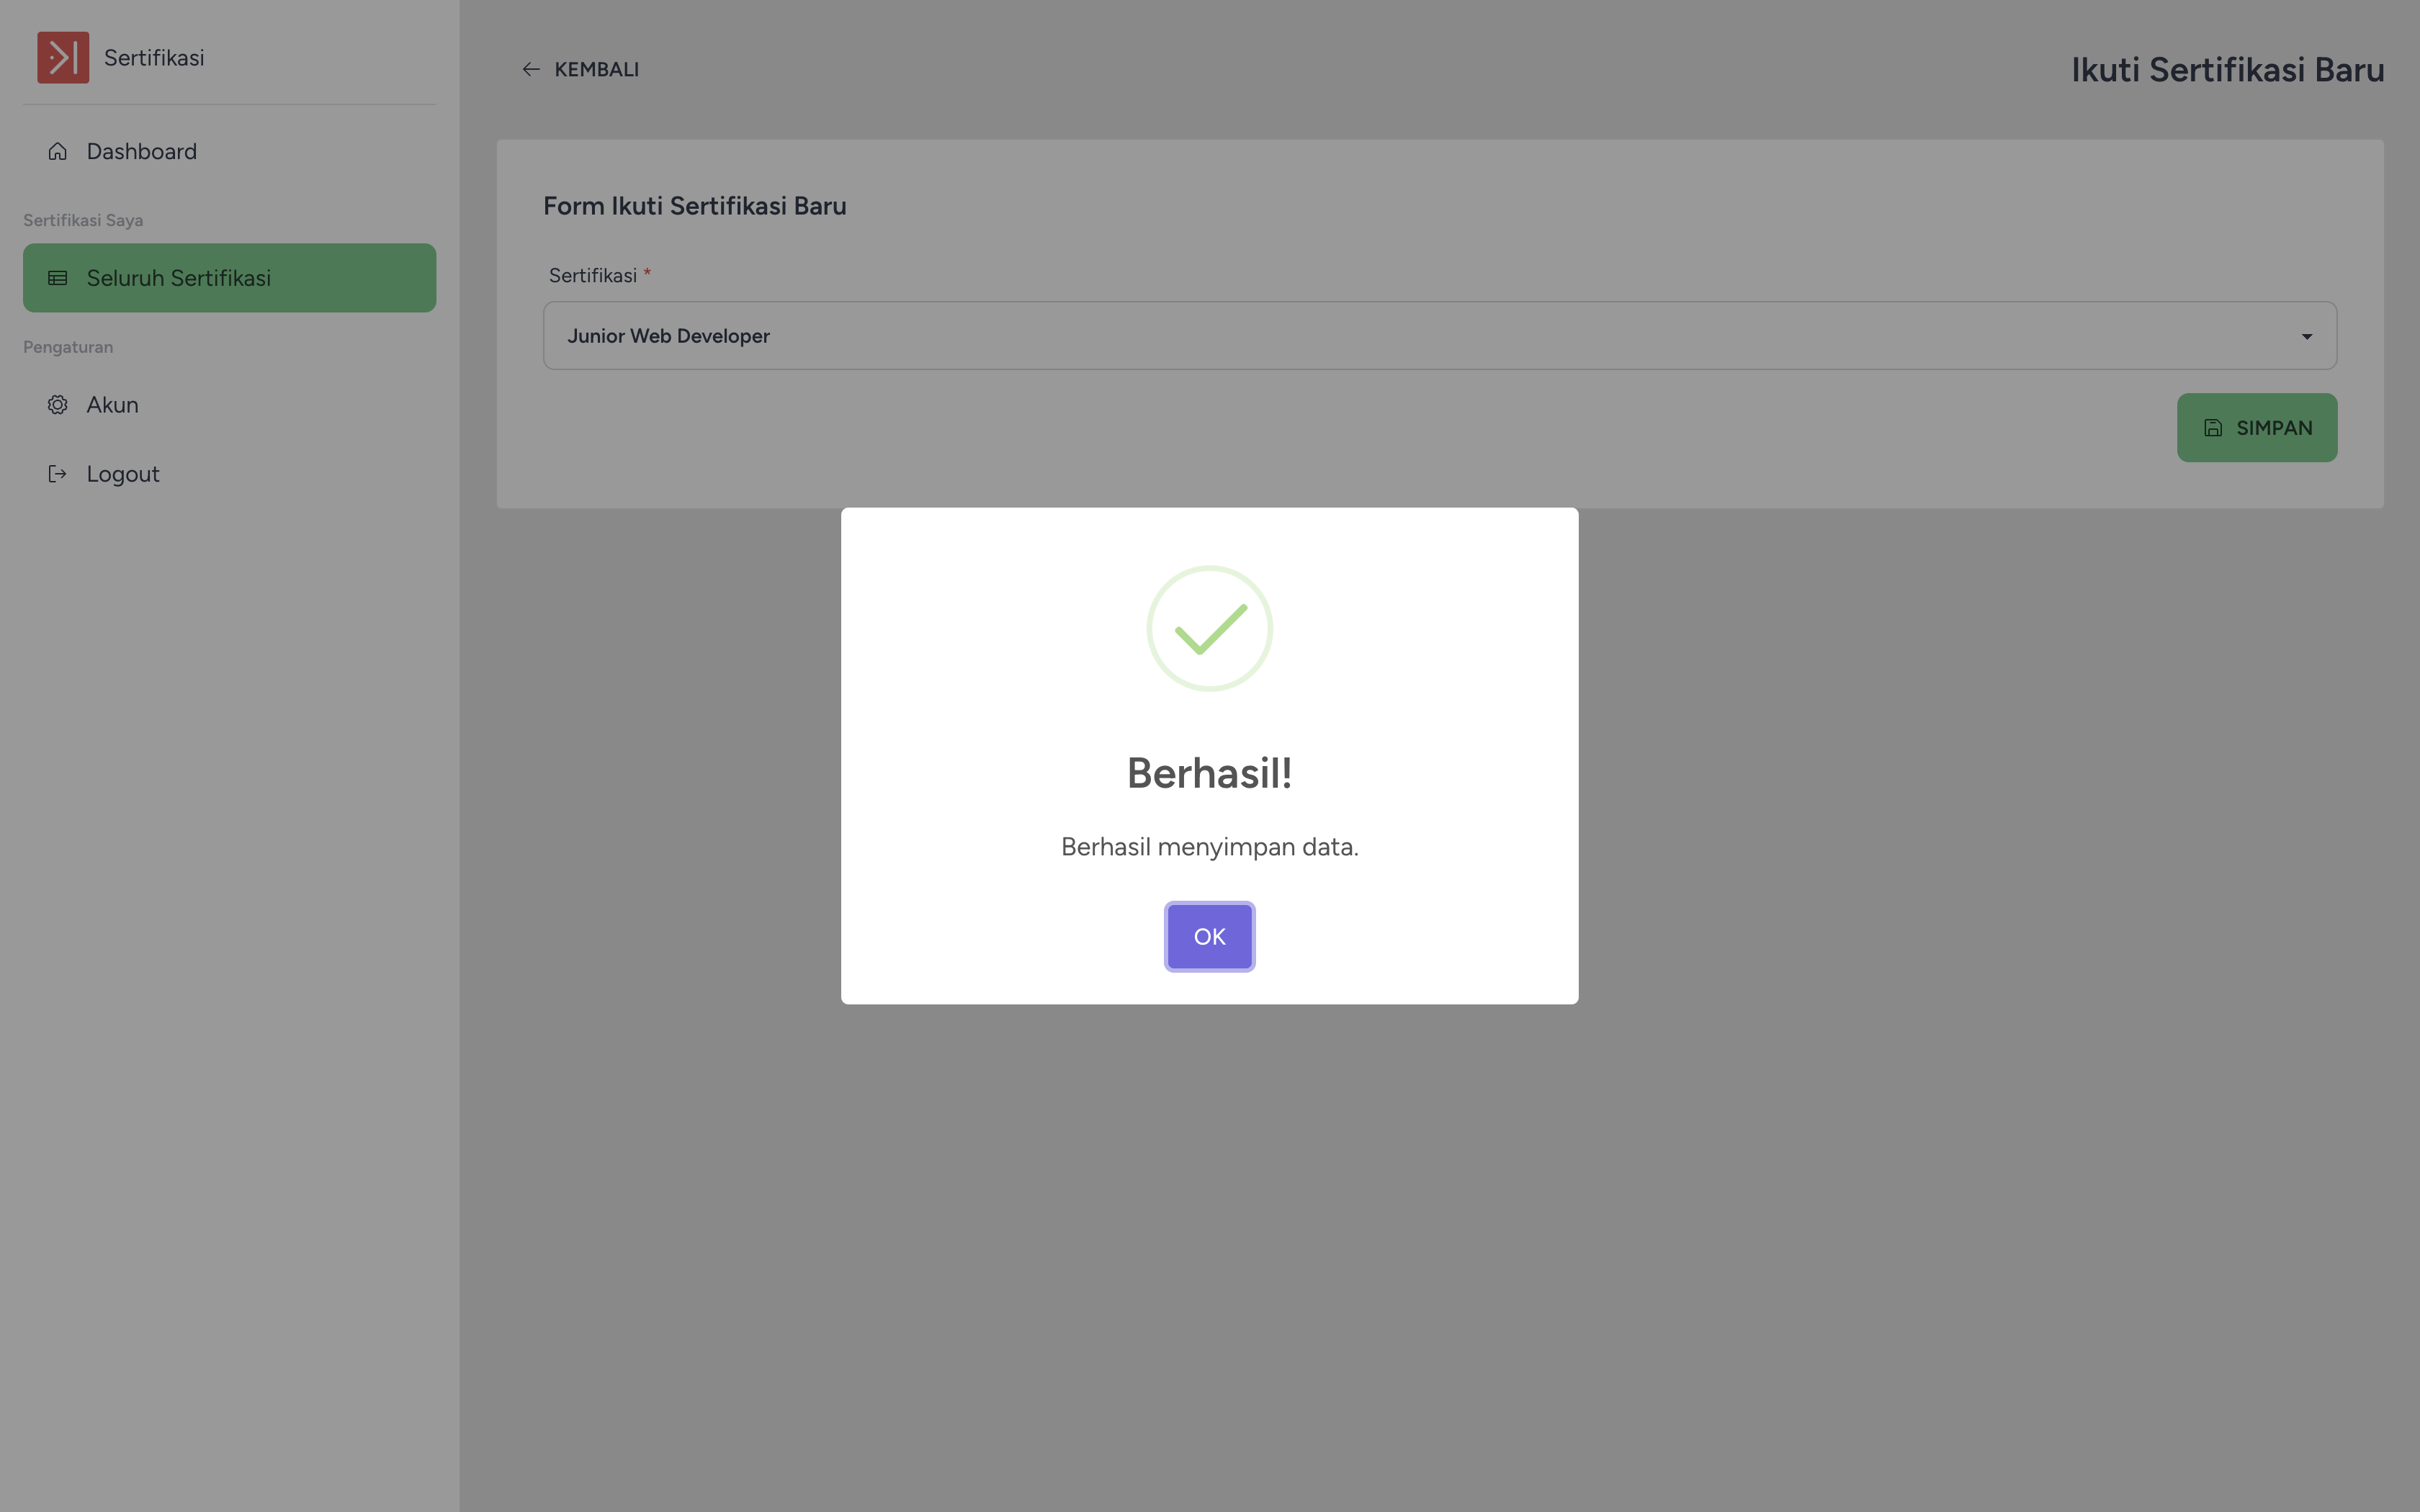 Sertifikasi
Dashboard
Sertifikasi Saya
Seluruh Sertifikasi
Pengaturan
Akun
Logout
KEMBALI
Ikuti Sertifikasi Baru
Form Ikuti Sertifikasi Baru
Sertifikasi *
Junior Web Developer
SIMPAN
Berhasil!
Berhasil menyimpan data.
OK